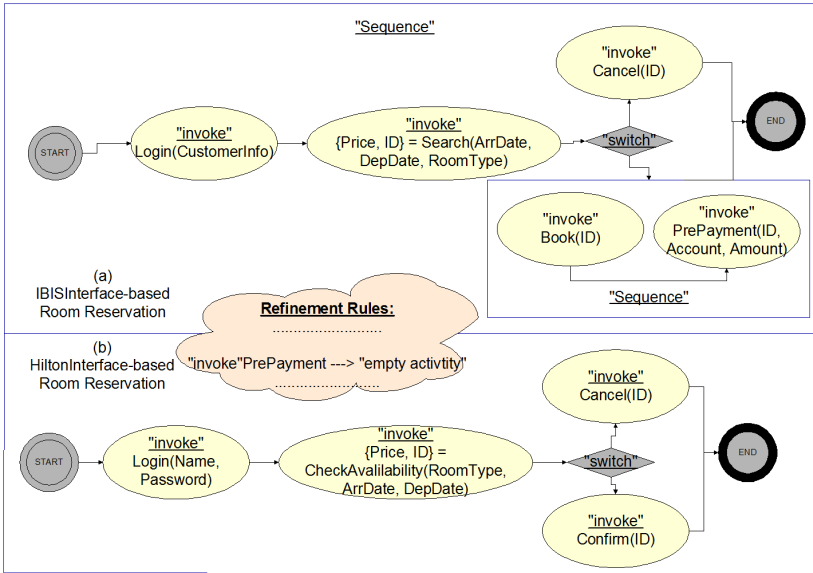 "Sequence"
"invoke"
Cancel(ID)
START
"invoke"
Login(CustomerInfo)
"invoke"
{Price, ID} = Search(ArrDate,
DepDate, RoomType)
"switch"
END
"invoke"
Book(ID)
"invoke"
PrePayment(ID,
Account, Amount)
"Sequence"
(a)
IBISInterface-based
Room Reservation
Refinement Rules:
............................
"invoke"PrePayment ---> "empty activtity"
...........................
(b)
HiltonInterface-based
Room Reservation
"invoke"
Cancel(ID)
START
"invoke"
Login(Name,
Password)
"invoke"
{Price, ID} =
CheckAvalilability(RoomType,
ArrDate, DepDate)
"switch"
END
"invoke"
Confirm(ID)